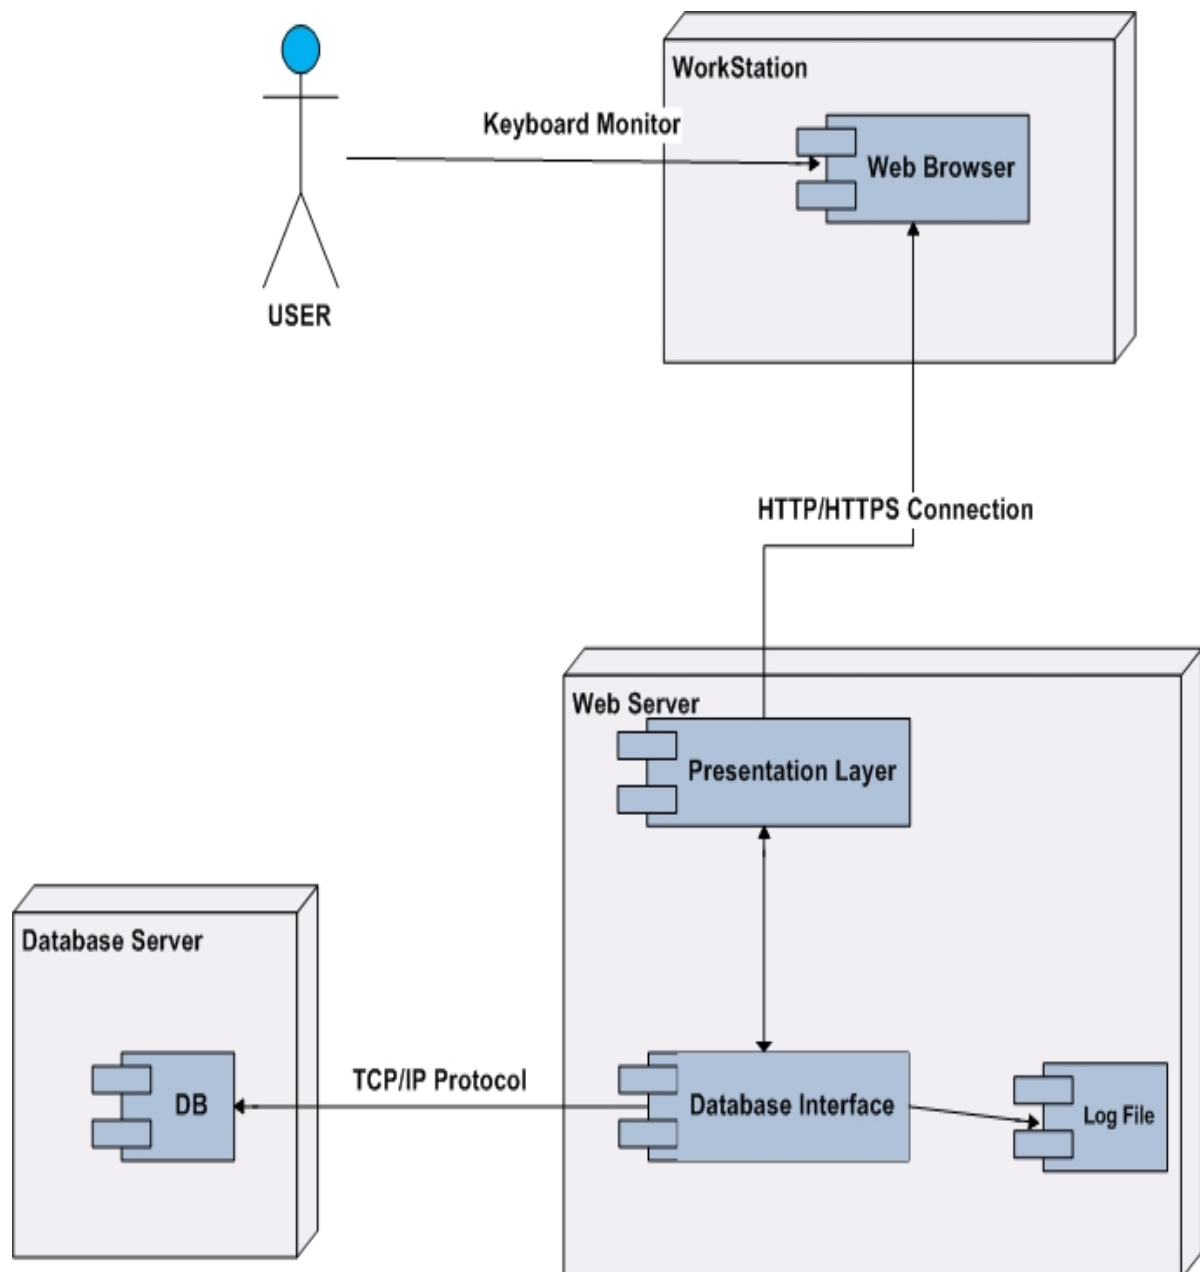 WorkStation
Keyboard Monitor
Web Browser
USER
HTTP/HTTPS Connection
Web Server
Presentation Layer
Database Server
TCP/IP Protocol
DB
Database Interface
Log File